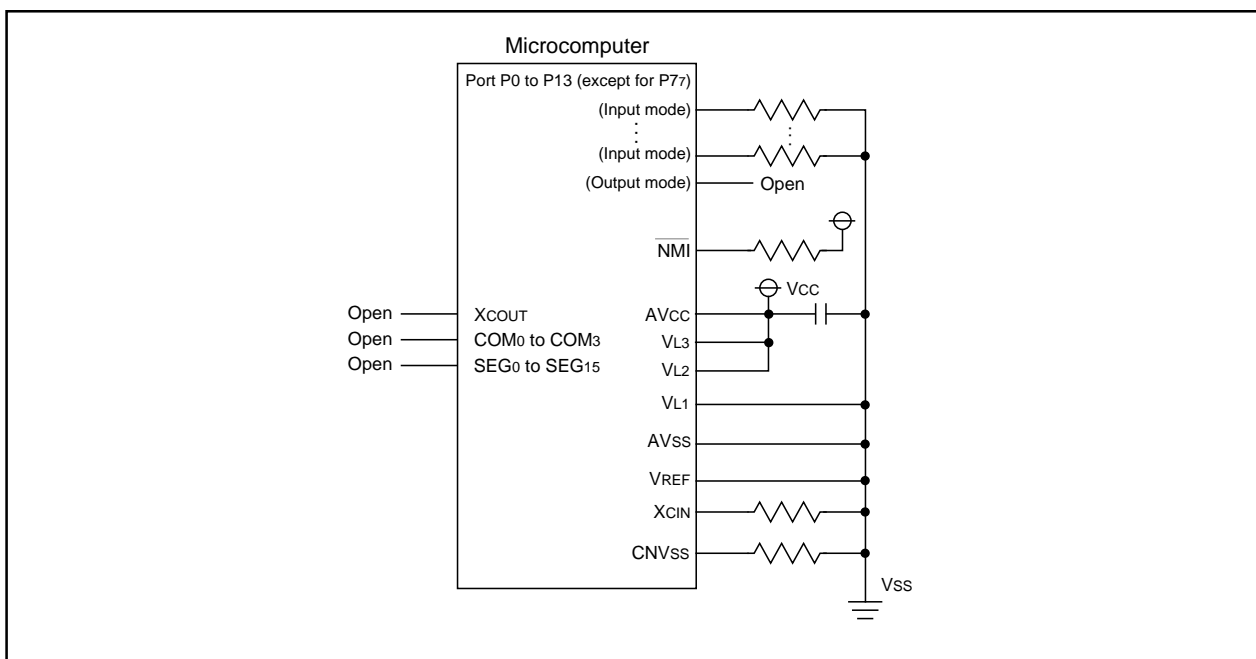 Microcomputer
Port P0 to P13 (except for P77)
(Input mode)
(Input mode)
(Output mode)
Open
NMI
VCC
Open
XCOUT
AVCC
Open
COM0 to COM3
VL3
Open
SEG0 to SEG15
VL2
VL1
AVSS
VREF
XCIN
CNVSS
VSS